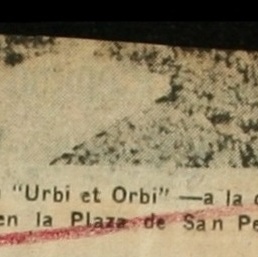 "Urbi et Orbi" —a la
en la Plaza de San Pe